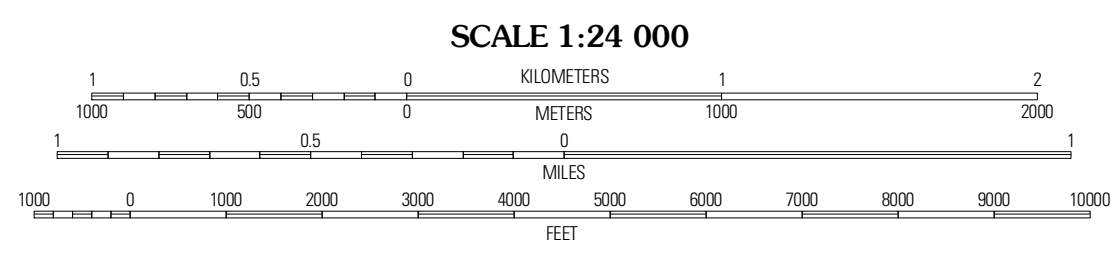 SCALE 1:24 000
1 0.5 0 KILOMETERS 1 2
1000 500 0 METERS 1000 2000
1 0.5 0 1
MILES
1000 0 1000 2000 3000 4000 5000 6000 7000 8000 9000 10000
FEET